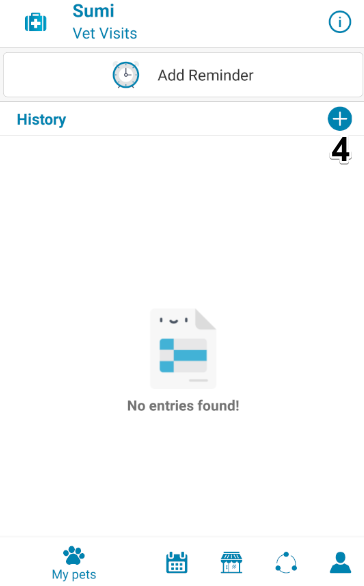 Sumi
Vet Visits
Add Reminder
History
4
No entries found!
My pets